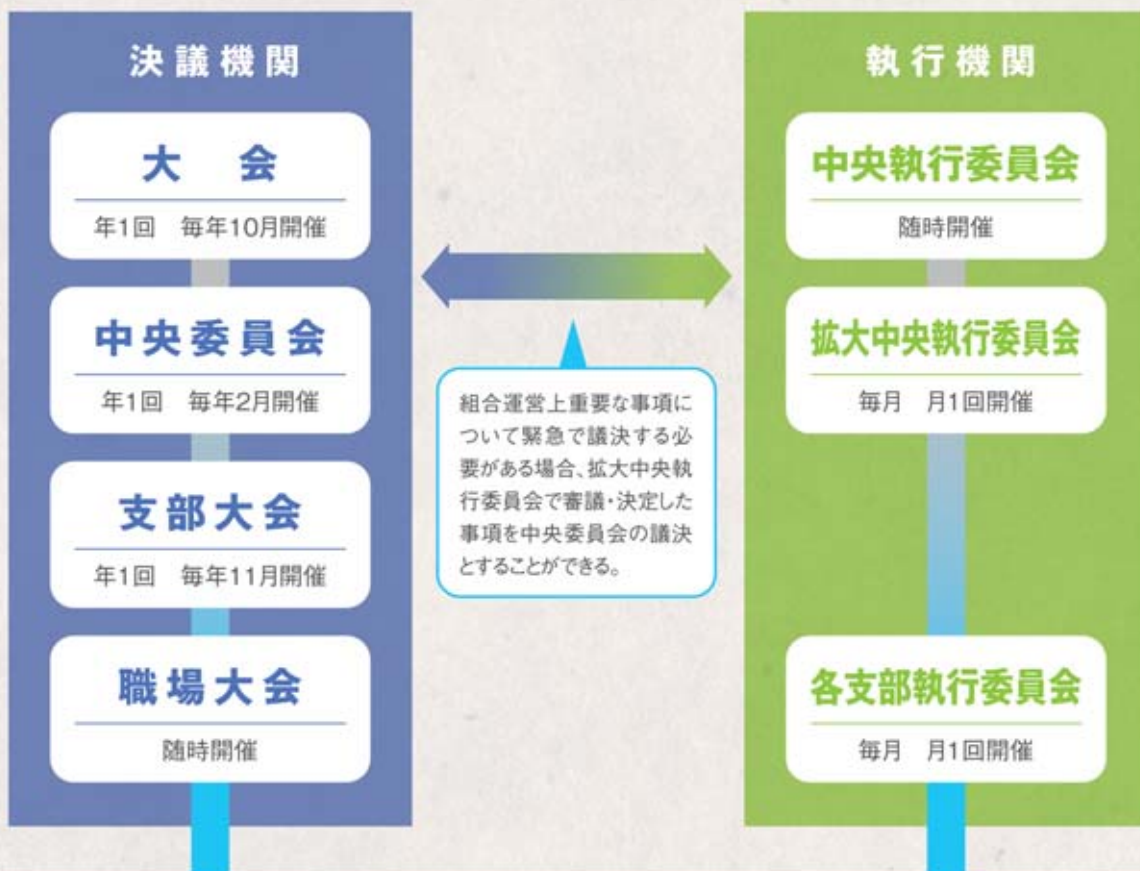 決議機関
大　会
年1回　毎年10月開催
中央委員会
年1回　毎年2月開催
支部大会
年1回　毎年11月開催
職場大会
随時開催
組合運営上重要な事項に
ついて緊急で議決する必
要がある場合、拡大中央執
行委員会で審議・決定した
事項を中央委員会の議決
とすることができる。
執行機関
中央執行委員会
随時開催
拡大中央執行委員会
毎月　月1回開催
各支部執行委員会
毎月　月1回開催